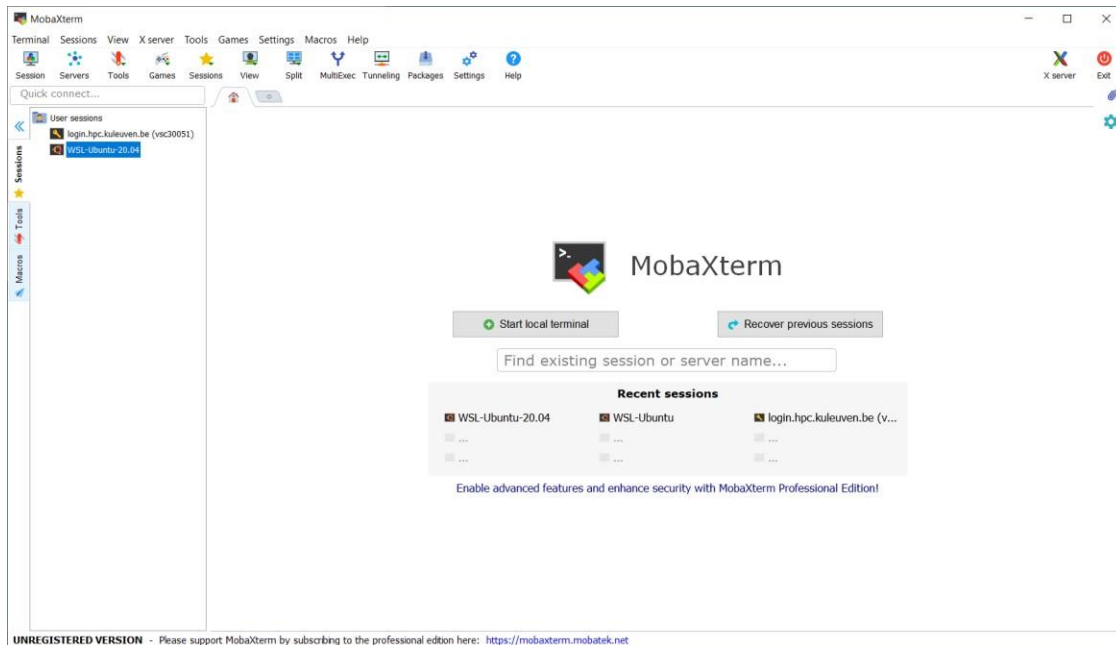 MobaXterm
Terminal Sessions View X server Tools Games Settings Macros Help
Session Servers Tools Games Sessions View Split MultiExec Tunneling Packages Settings Help X server Exit
Quick connect...
User sessions
login.hpc.kuleuven.be (vsc30051)
WSL-Ubuntu-20.04
Sessions
Tools
Macros
>_
MobaXterm
Start local terminal Recover previous sessions
Find existing session or server name...
Recent sessions
WSL-Ubuntu-20.04 WSL-Ubuntu login.hpc.kuleuven.be (v...
... ... ...
... ... ...
Enable advanced features and enhance security with MobaXterm Professional Edition!
UNREGISTERED VERSION - Please support MobaXterm by subscribing to the professional edition here: https://mobaxterm.mobatek.net